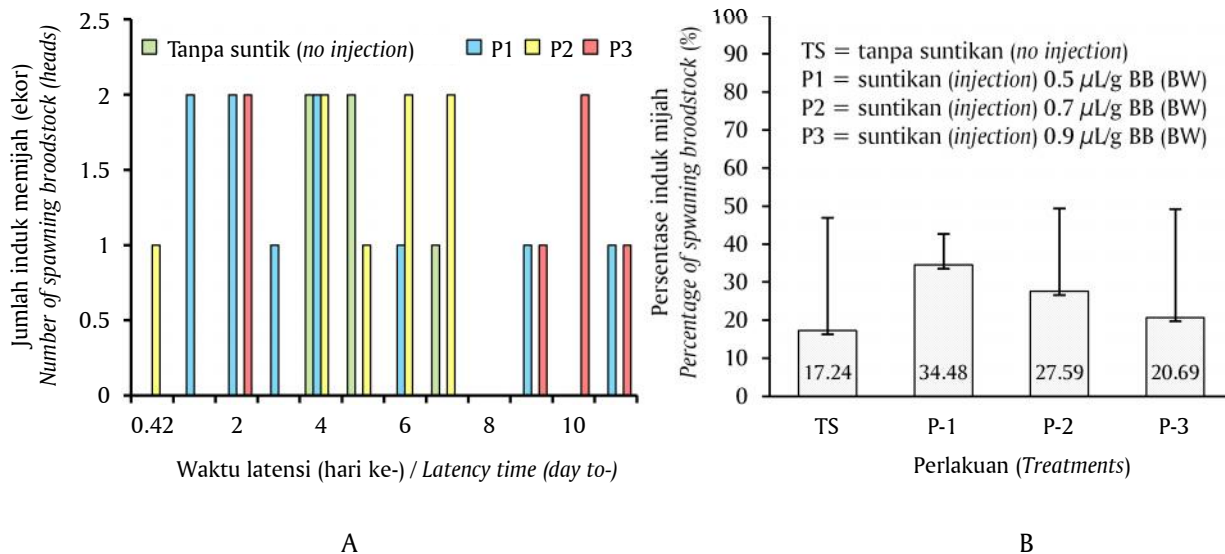 Jumlah induk memijah (ekor)
Number of spawning broodstock (heads)
2.5
2
1.5
1
0.5
0
Tanpa suntik (no injection)
P1
P2
P3
0.42
2
4
6
8
10
Waktu latensi (hari ke-) / Latency time (day to-)
A
Persentase induk mijah
Percentage of spwaning broodstock (%)
100
90
80
70
60
50
40
30
20
10
0
TS = tanpa suntikan (no injection)
P1 = suntikan (injection) 0.5 μL/g BB (BW)
P2 = suntikan (injection) 0.7 μL/g BB (BW)
P3 = suntikan (injection) 0.9 μL/g BB (BW)
17.24
34.48
27.59
20.69
TS
P-1
P-2
P-3
Perlakuan (Treatments)
B